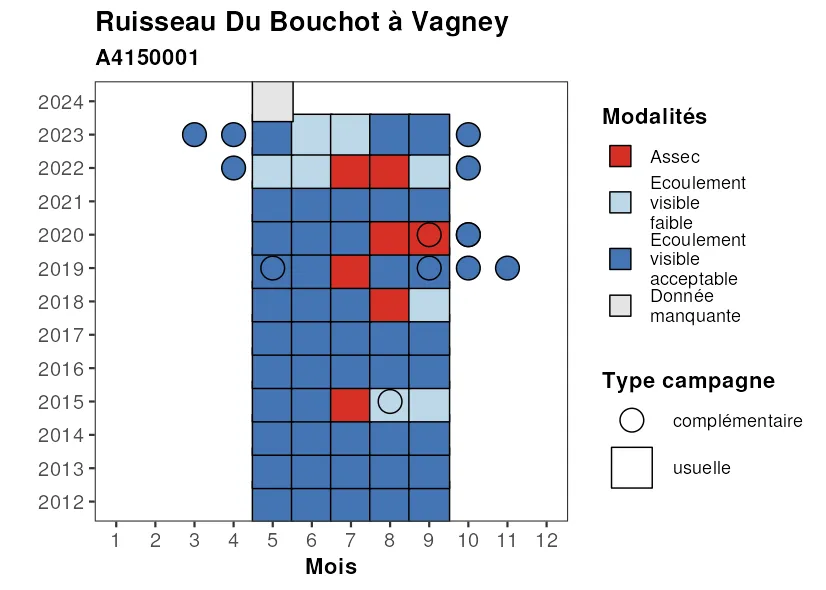 Ruisseau Du Bouchot à Vagney
A4150001
2024
2023
2022
2021
2020
2019
2018
2017
2016
2015
2014
2013
2012
1 2 3 4 5 6 7 8 9 10 11 12
Mois
Modalités
Assec
Ecoulement
visible
faible
Ecoulement
visible
acceptable
Donnée
manquante
Type campagne
complémentaire
usuelle